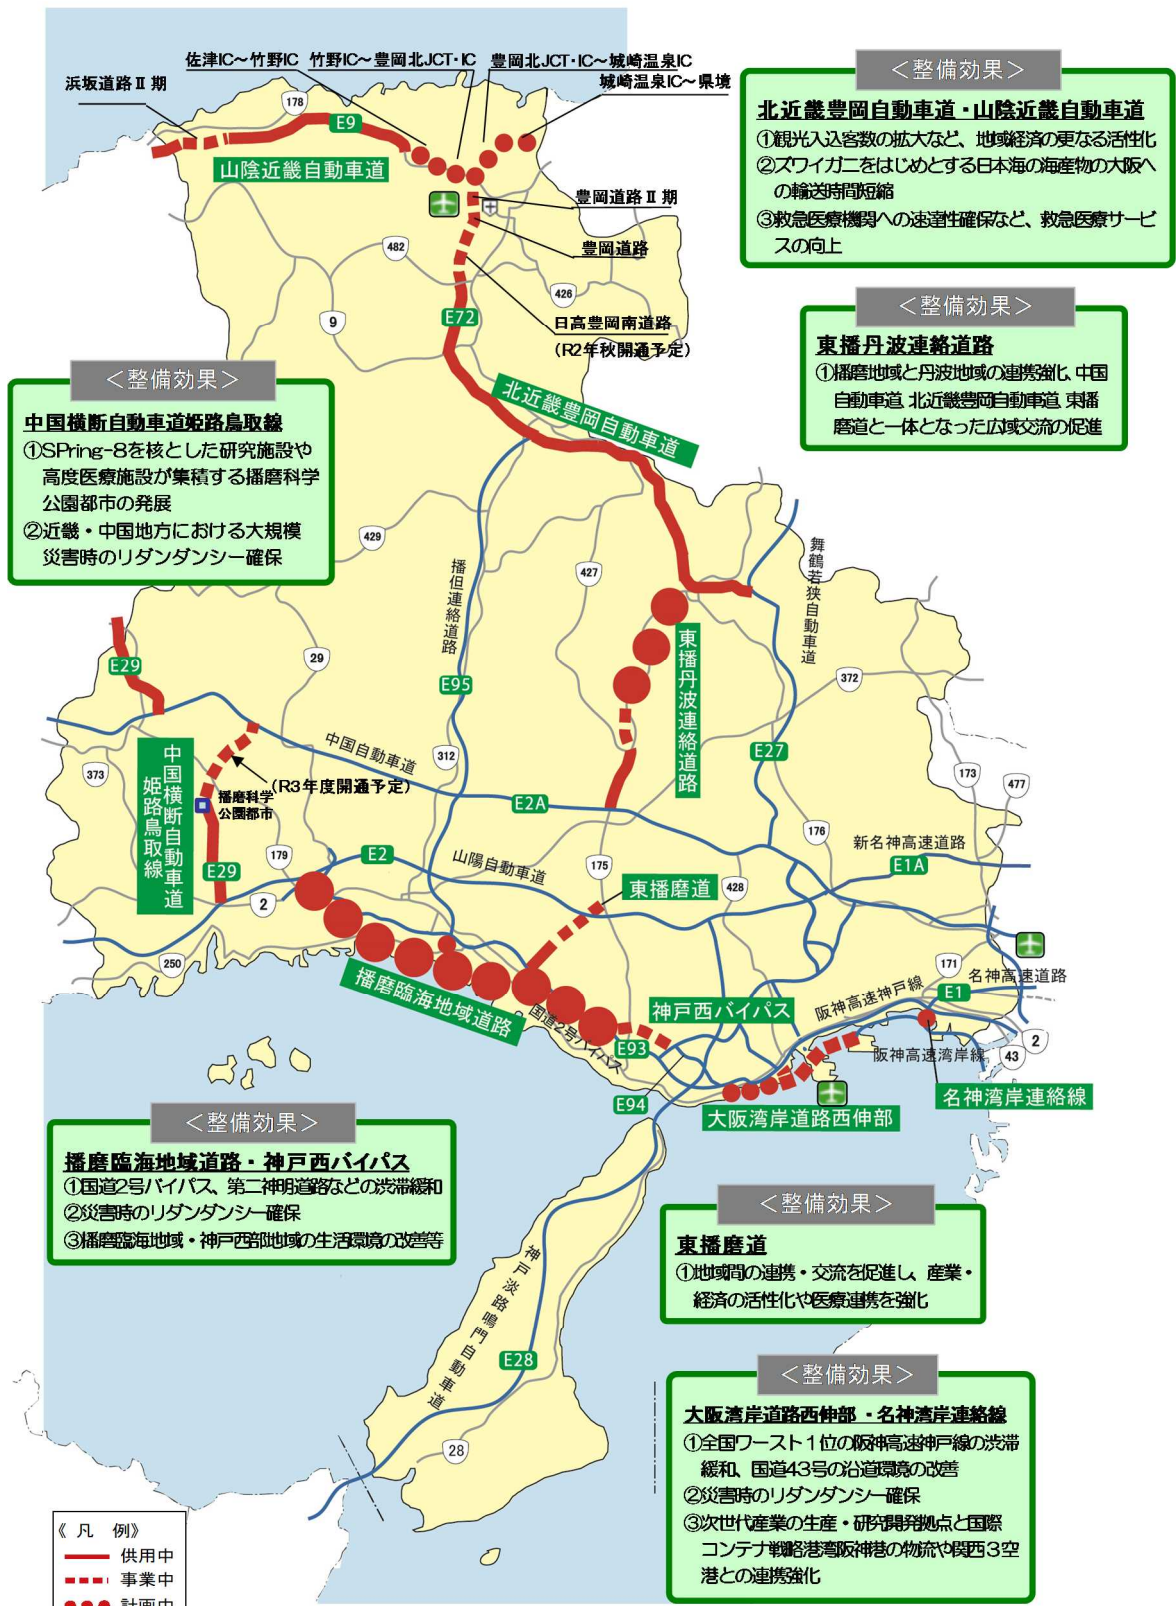 佐津IC～竹野IC
竹野IC～豊岡北JCT・IC
豊岡北JCT・IC～城崎温泉IC
城崎温泉IC～県境
浜坂道路Ⅱ期
178
E9
山陰近畿自動車道
豊岡道路Ⅱ期
豊岡道路
482
426
9
E72
日高豊岡南道路
(R2年秋開通予定)
北近畿豊岡自動車道
＜整備効果＞
北近畿豊岡自動車道・山陰近畿自動車道
①観光入込客数の拡大など、地域経済の更なる活性化
②ズワイガニをはじめとする日本海の海産物の大阪へ
の輸送時間短縮
③救急医療機関への速達性確保など、救急医療サービ
スの向上
＜整備効果＞
東播丹波連絡道路
①播磨地域と丹波地域の連携強化、中国
自動車道、北近畿豊岡自動車道、東播
磨道と一体となった広域交流の促進
＜整備効果＞
中国横断自動車道姫路鳥取線
①SPring-8を核とした研究施設や
高度医療施設が集積する播磨科学
公園都市の発展
②近畿・中国地方における大規模
災害時のリダンダンシー確保
429
427
播但連絡道路
舞鶴若狭自動車道
東播丹波連絡道路
E29
29
E95
372
312
E27
中国自動車道
373
173
477
中国横断自動車道
姫路鳥取線
(R3年度開通予定)
播磨科学
公園都市
E2A
176
新名神高速道路
E1A
179
E2
山陽自動車道
175
428
E29
2
東播磨道
250
171
名神高速道路
E1
播磨臨海地域道路
国道2号バイパス
神戸西バイパス
阪神高速神戸線
E93
阪神高速湾岸線
2
43
E94
大阪湾岸道路西伸部
名神湾岸連絡線
＜整備効果＞
播磨臨海地域道路・神戸西バイパス
①国道2号バイパス、第二神明道路などの渋滞緩和
②災害時のリダンダンシー確保
③播磨臨海地域・神戸西部地域の生活環境の改善等
＜整備効果＞
東播磨道
①地域間の連携・交流を促進し、産業・
経済の活性化や医療連携を強化
神戸淡路鳴門自動車道
E28
28
＜整備効果＞
大阪湾岸道路西伸部・名神湾岸連絡線
①全国ワースト1位の阪神高速神戸線の渋滞
緩和、国道43号の沿道環境の改善
②災害時のリダンダンシー確保
③次世代産業の生産・研究開発拠点と国際
コンテナ戦略港湾阪神港の物流や関西3空
港との連携強化
《凡 例》
供用中
事業中
計画中